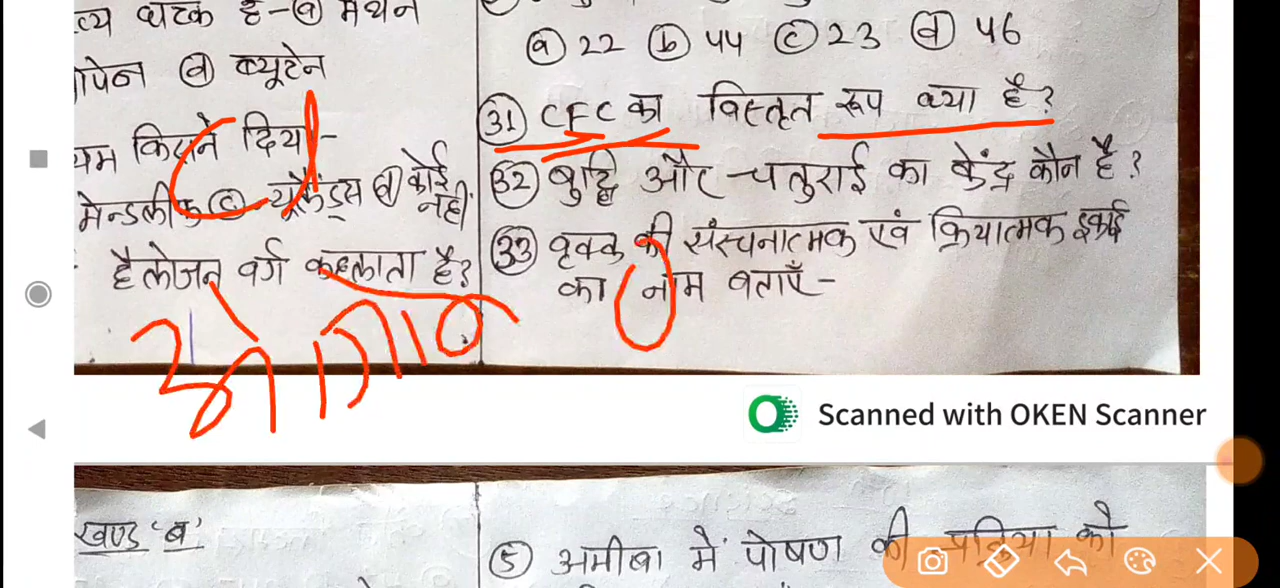 त्य घटक है-ⓐ मेथेन
ⓓ ब्यूटेन
यम किसने दिया-
मेन्डलीफ ⓒ न्यूलैंड्स ⓓ कोई नहीं
हैलोजन वर्ग कहलाता है?
ⓐ 22 ⓑ 44 ⓒ 23 ⓓ 46
31) CFC का विस्तृत रूप क्या है?
32) बुद्धि और चतुराई का केंद्र कौन है?
33) वृक्क की संरचनात्मक एवं क्रियात्मक इकाई
का नाम बताएँ-
Scanned with OKEN Scanner
खण्ड 'ब'
⑤ अमीबा में पोषण की प्रक्रिया को